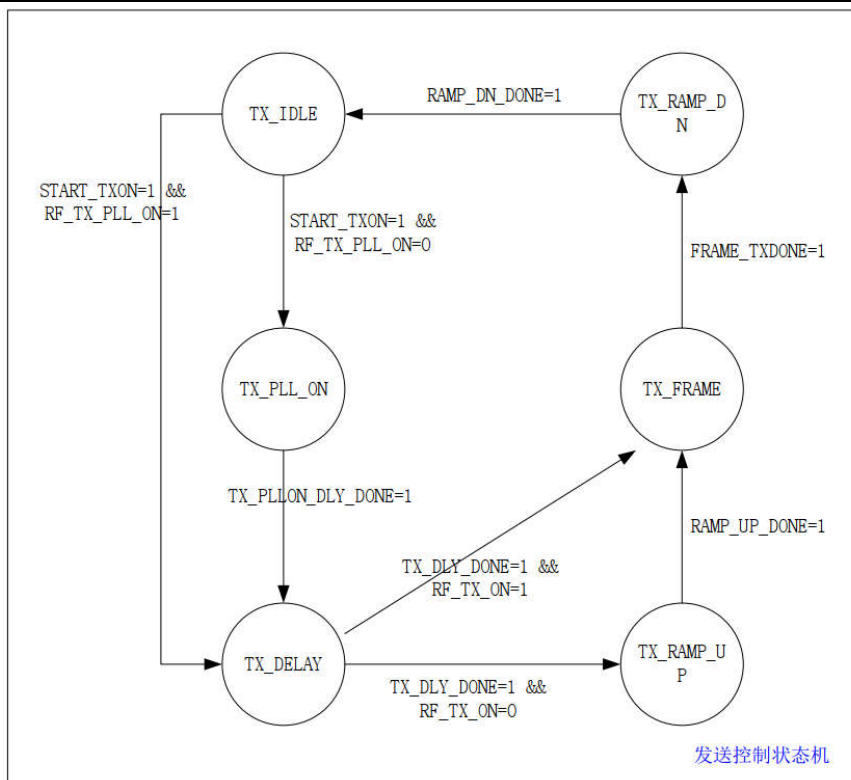 TX_IDLE
RAMP_DN_DONE=1
TX_RAMP_D
N
START_TXON=1 &&
RF_TX_PLL_ON=1
START_TXON=1 &&
RF_TX_PLL_ON=0
FRAME_TXDONE=1
TX_PLL_ON
TX_FRAME
TX_PLLON_DLY_DONE=1
RAMP_UP_DONE=1
TX_DLY_DONE=1 &&
RF_TX_ON=1
TX_DELAY
TX_RAMP_U
P
TX_DLY_DONE=1 &&
RF_TX_ON=0
发送控制状态机